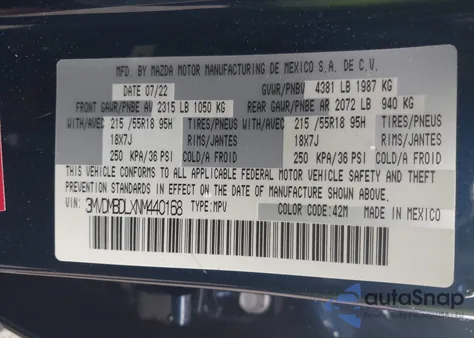 MFD. BY MAZDA MOTOR MANUFACTURING DE MEXICO S.A. DE C.V.
DATE 07/22 GVWR/PNBV 4381 LB 1987 KG
FRONT GAWR/PNBE AV 2315 LB 1050 KG REAR GAWR/PNBE AR 2072 LB 940 KG
WITH/AVEC 215 /55R18 95H TIRES/PNEUS WITH/AVEC 215 /55R18 95H TIRES/PNEUS
18X7J RIMS/JANTES 18X7J RIMS/JANTES
250 KPA/36 PSI COLD/A FROID 250 KPA/36 PSI COLD/A FROID
THIS VEHICLE CONFORMS TO ALL APPLICABLE FEDERAL MOTOR VEHICLE SAFETY AND THEFT
PREVENTION STANDARDS IN EFFECT ON THE DATE OF MANUFACTURE SHOWN ABOVE.
VIN: 3MVDMBDLXNM440168 TYPE: MPV COLOR CODE: 42M MADE IN MEXICO
autoSnap